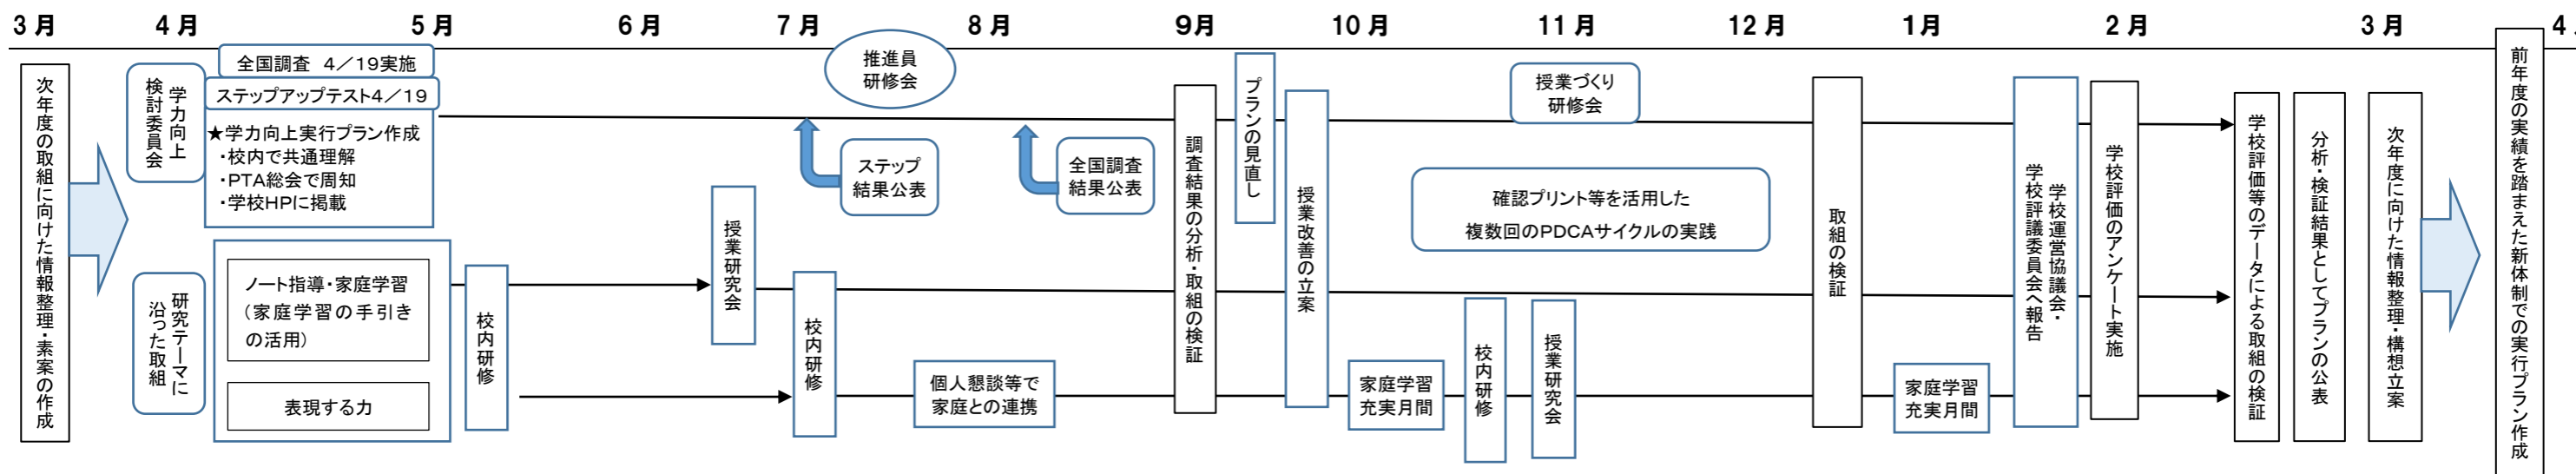 3月
4月
5月
6月
7月
8月
9月
10月
11月
12月
1月
2月
3月
4
次年度の取組に向けた情報整理・素案の作成
学力向上
検討委員会
全国調査 4/19実施
ステップアップテスト4/19
★学力向上実行プラン作成
・校内で共通理解
・PTA総会で周知
・学校HPに掲載
研究テーマに
沿った取組
ノート指導・家庭学習
(家庭学習の手引き
の活用)
表現する力
校内研修
授業研究会
推進員
研修会
ステップ
結果公表
校内研修
個人懇談等で
家庭との連携
全国調査
結果公表
調査結果の分析・取組の検証
プランの見直し
授業改善の立案
授業づくり
研修会
確認プリント等を活用した
複数回のPDCAサイクルの実践
家庭学習
充実月間
校内研修
授業研究会
取組の検証
家庭学習
充実月間
学校運営協議会・
学校評議委員会へ報告
学校評価のアンケート実施
学校評価等のデータによる取組の検証
分析・検証結果としてプランの公表
次年度に向けた情報整理・構想立案
前年度の実績を踏まえた新体制での実行プラン作成